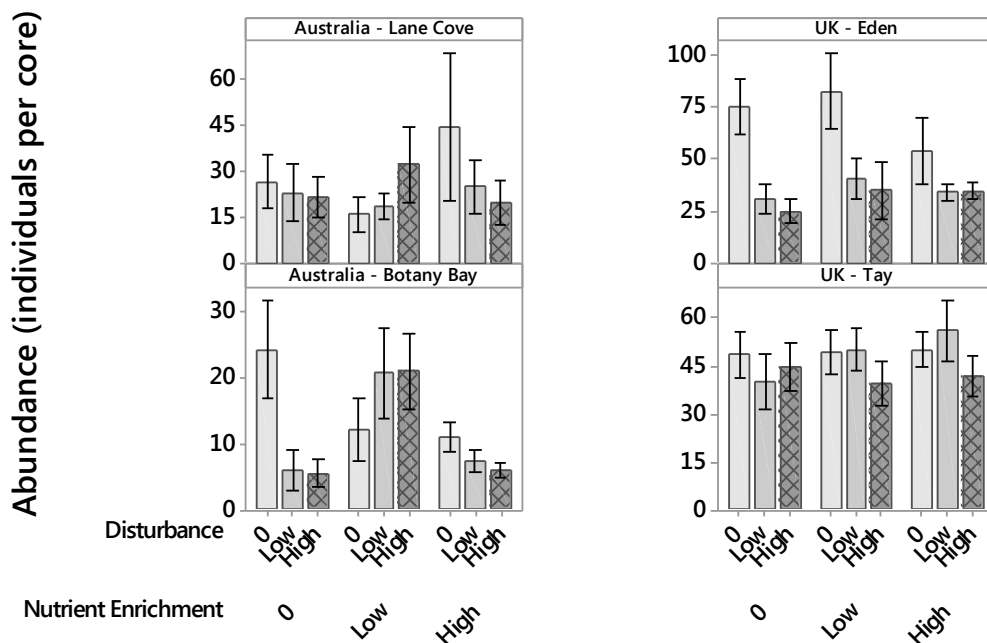 Abundance (individuals per core)
Australia - Lane Cove
60
45
30
15
0
UK - Eden
100
75
50
25
0
Australia - Botany Bay
30
20
10
0
UK - Tay
60
45
30
15
0
Disturbance
0 Low High 0 Low High 0 Low High
0 Low High 0 Low High 0 Low High
Nutrient Enrichment
0 Low High
0 Low High